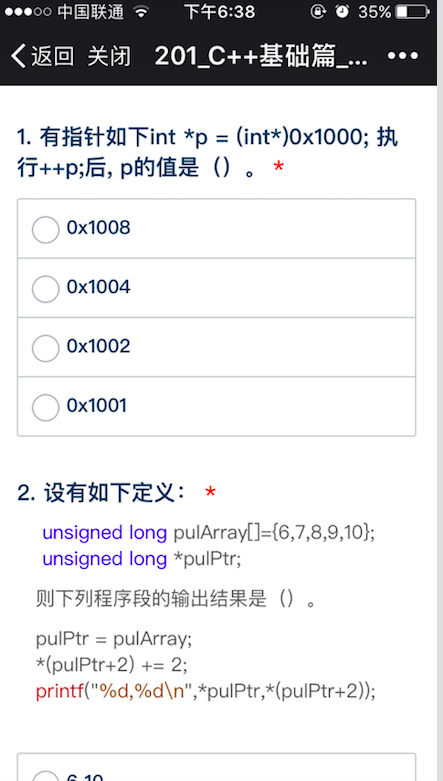 中国联通 下午6:38 35%
返回 关闭 201_C++基础篇_...
1. 有指针如下int *p = (int*)0x1000; 执
行++p;后, p的值是（）。 *
0x1008
0x1004
0x1002
0x1001
2. 设有如下定义： *
unsigned long pulArray[]={6,7,8,9,10};
unsigned long *pulPtr;
则下列程序段的输出结果是（）。
pulPtr = pulArray;
*(pulPtr+2) += 2;
printf("%d,%d\n",*pulPtr,*(pulPtr+2));
6,10